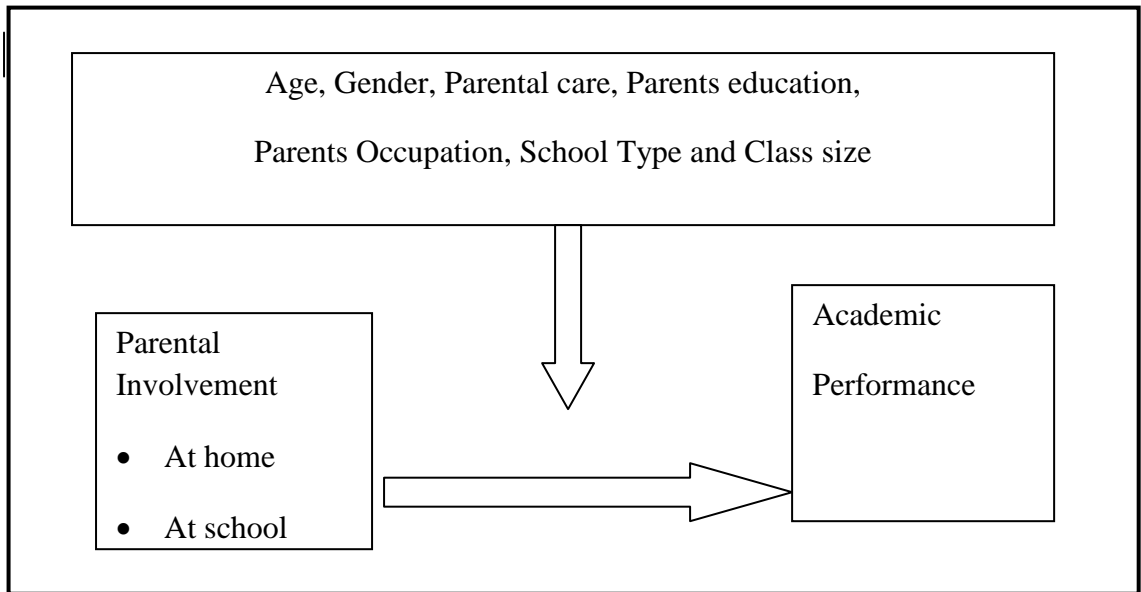 Age, Gender, Parental care, Parents education,
Parents Occupation, School Type and Class size
Parental
Involvement
• At home
• At school
Academic
Performance